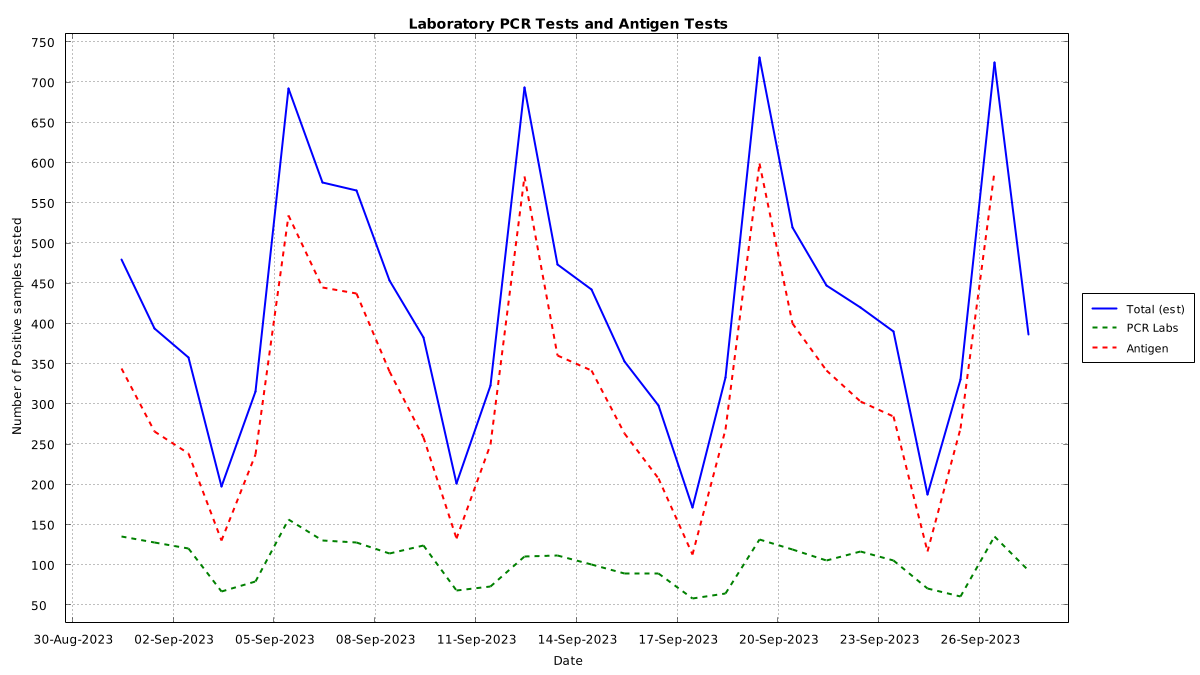 Laboratory PCR Tests and Antigen Tests
750
700
650
600
550
500
450
400
350
300
250
200
150
100
50
Number of Positive samples tested
30-Aug-2023 02-Sep-2023 05-Sep-2023 08-Sep-2023 11-Sep-2023 14-Sep-2023 17-Sep-2023 20-Sep-2023 23-Sep-2023 26-Sep-2023
Date
Total (est)
PCR Labs
Antigen